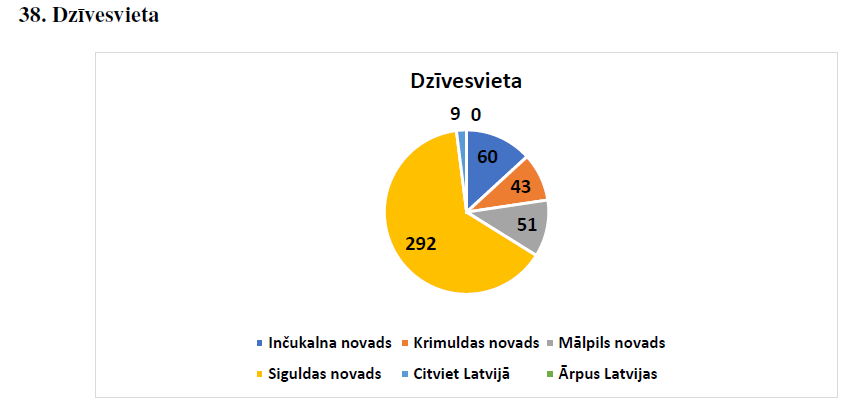 38. Dzīvesvieta
Dzīvesvieta
9 0
60
43
51
292
Inčukalna novads Krimuldas novads Mālpils novads
Siguldas novads Citviet Latvijā Ārpus Latvijas